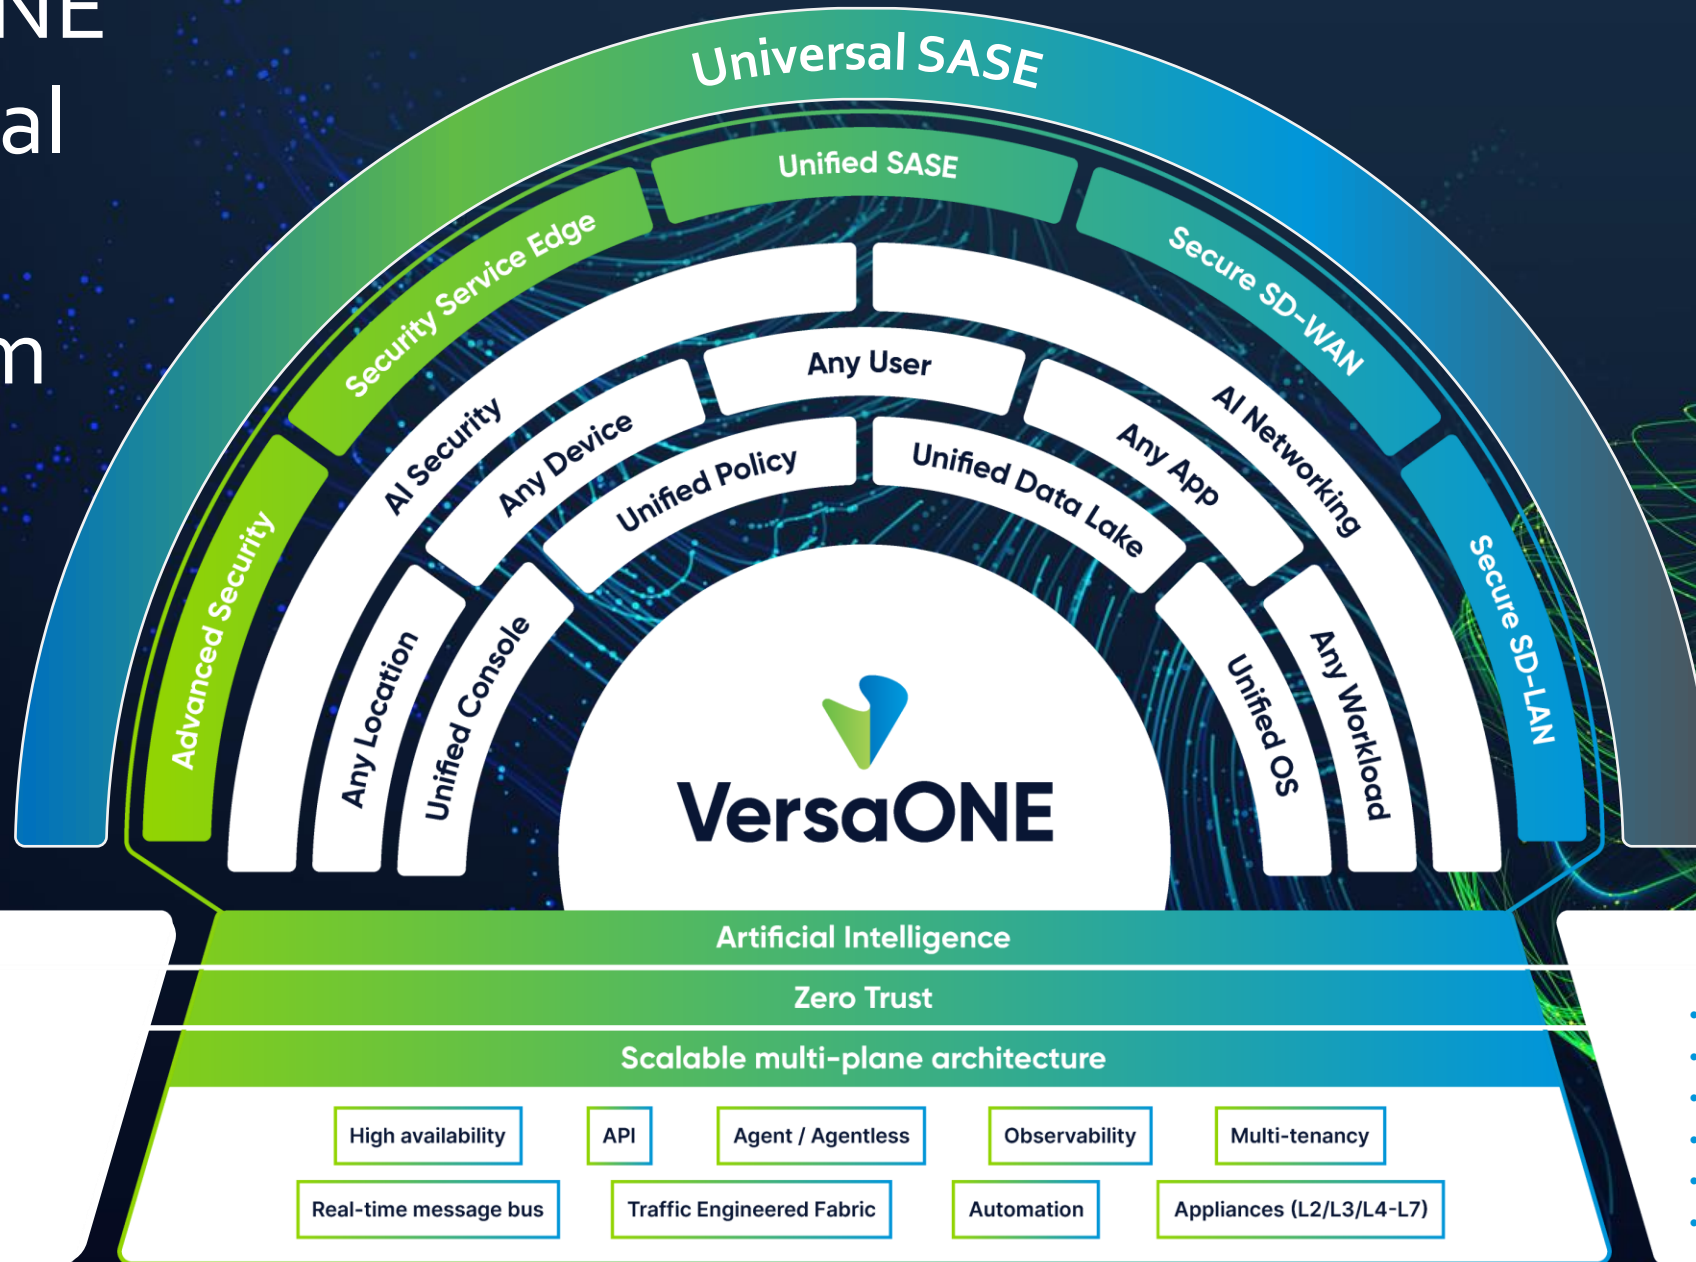 NE
al
m
Universal SASE
Unified SASE
Security Service Edge
Secure SD-WAN
Advanced Security
Secure SD-LAN
AI Security
AI Networking
Any User
Any Device
Any App
Any Location
Any Workload
Unified Policy
Unified Data Lake
Unified Console
Unified OS
VersaONE
Artificial Intelligence
Zero Trust
Scalable multi-plane architecture
High availability
API
Agent / Agentless
Observability
Multi-tenancy
Real-time message bus
Traffic Engineered Fabric
Automation
Appliances (L2/L3/L4-L7)